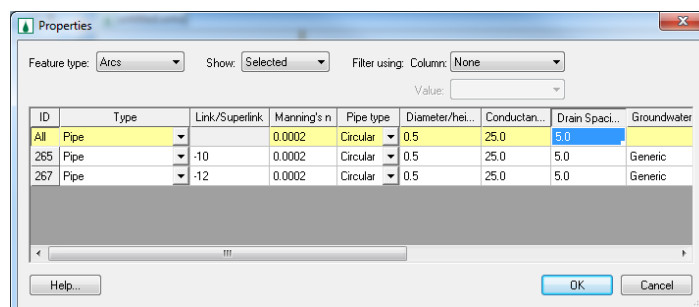 Properties
Feature type: Arcs Show: Selected Filter using: Column: None
Value:
ID Type Link/Superlink Manning's n Pipe type Diameter/hei... Conductan... Drain Spaci... Groundwater
All Pipe 0.0002 Circular 0.5 25.0 5.0
265 Pipe -10 0.0002 Circular 0.5 25.0 5.0 Generic
267 Pipe -12 0.0002 Circular 0.5 25.0 5.0 Generic
Help... OK Cancel